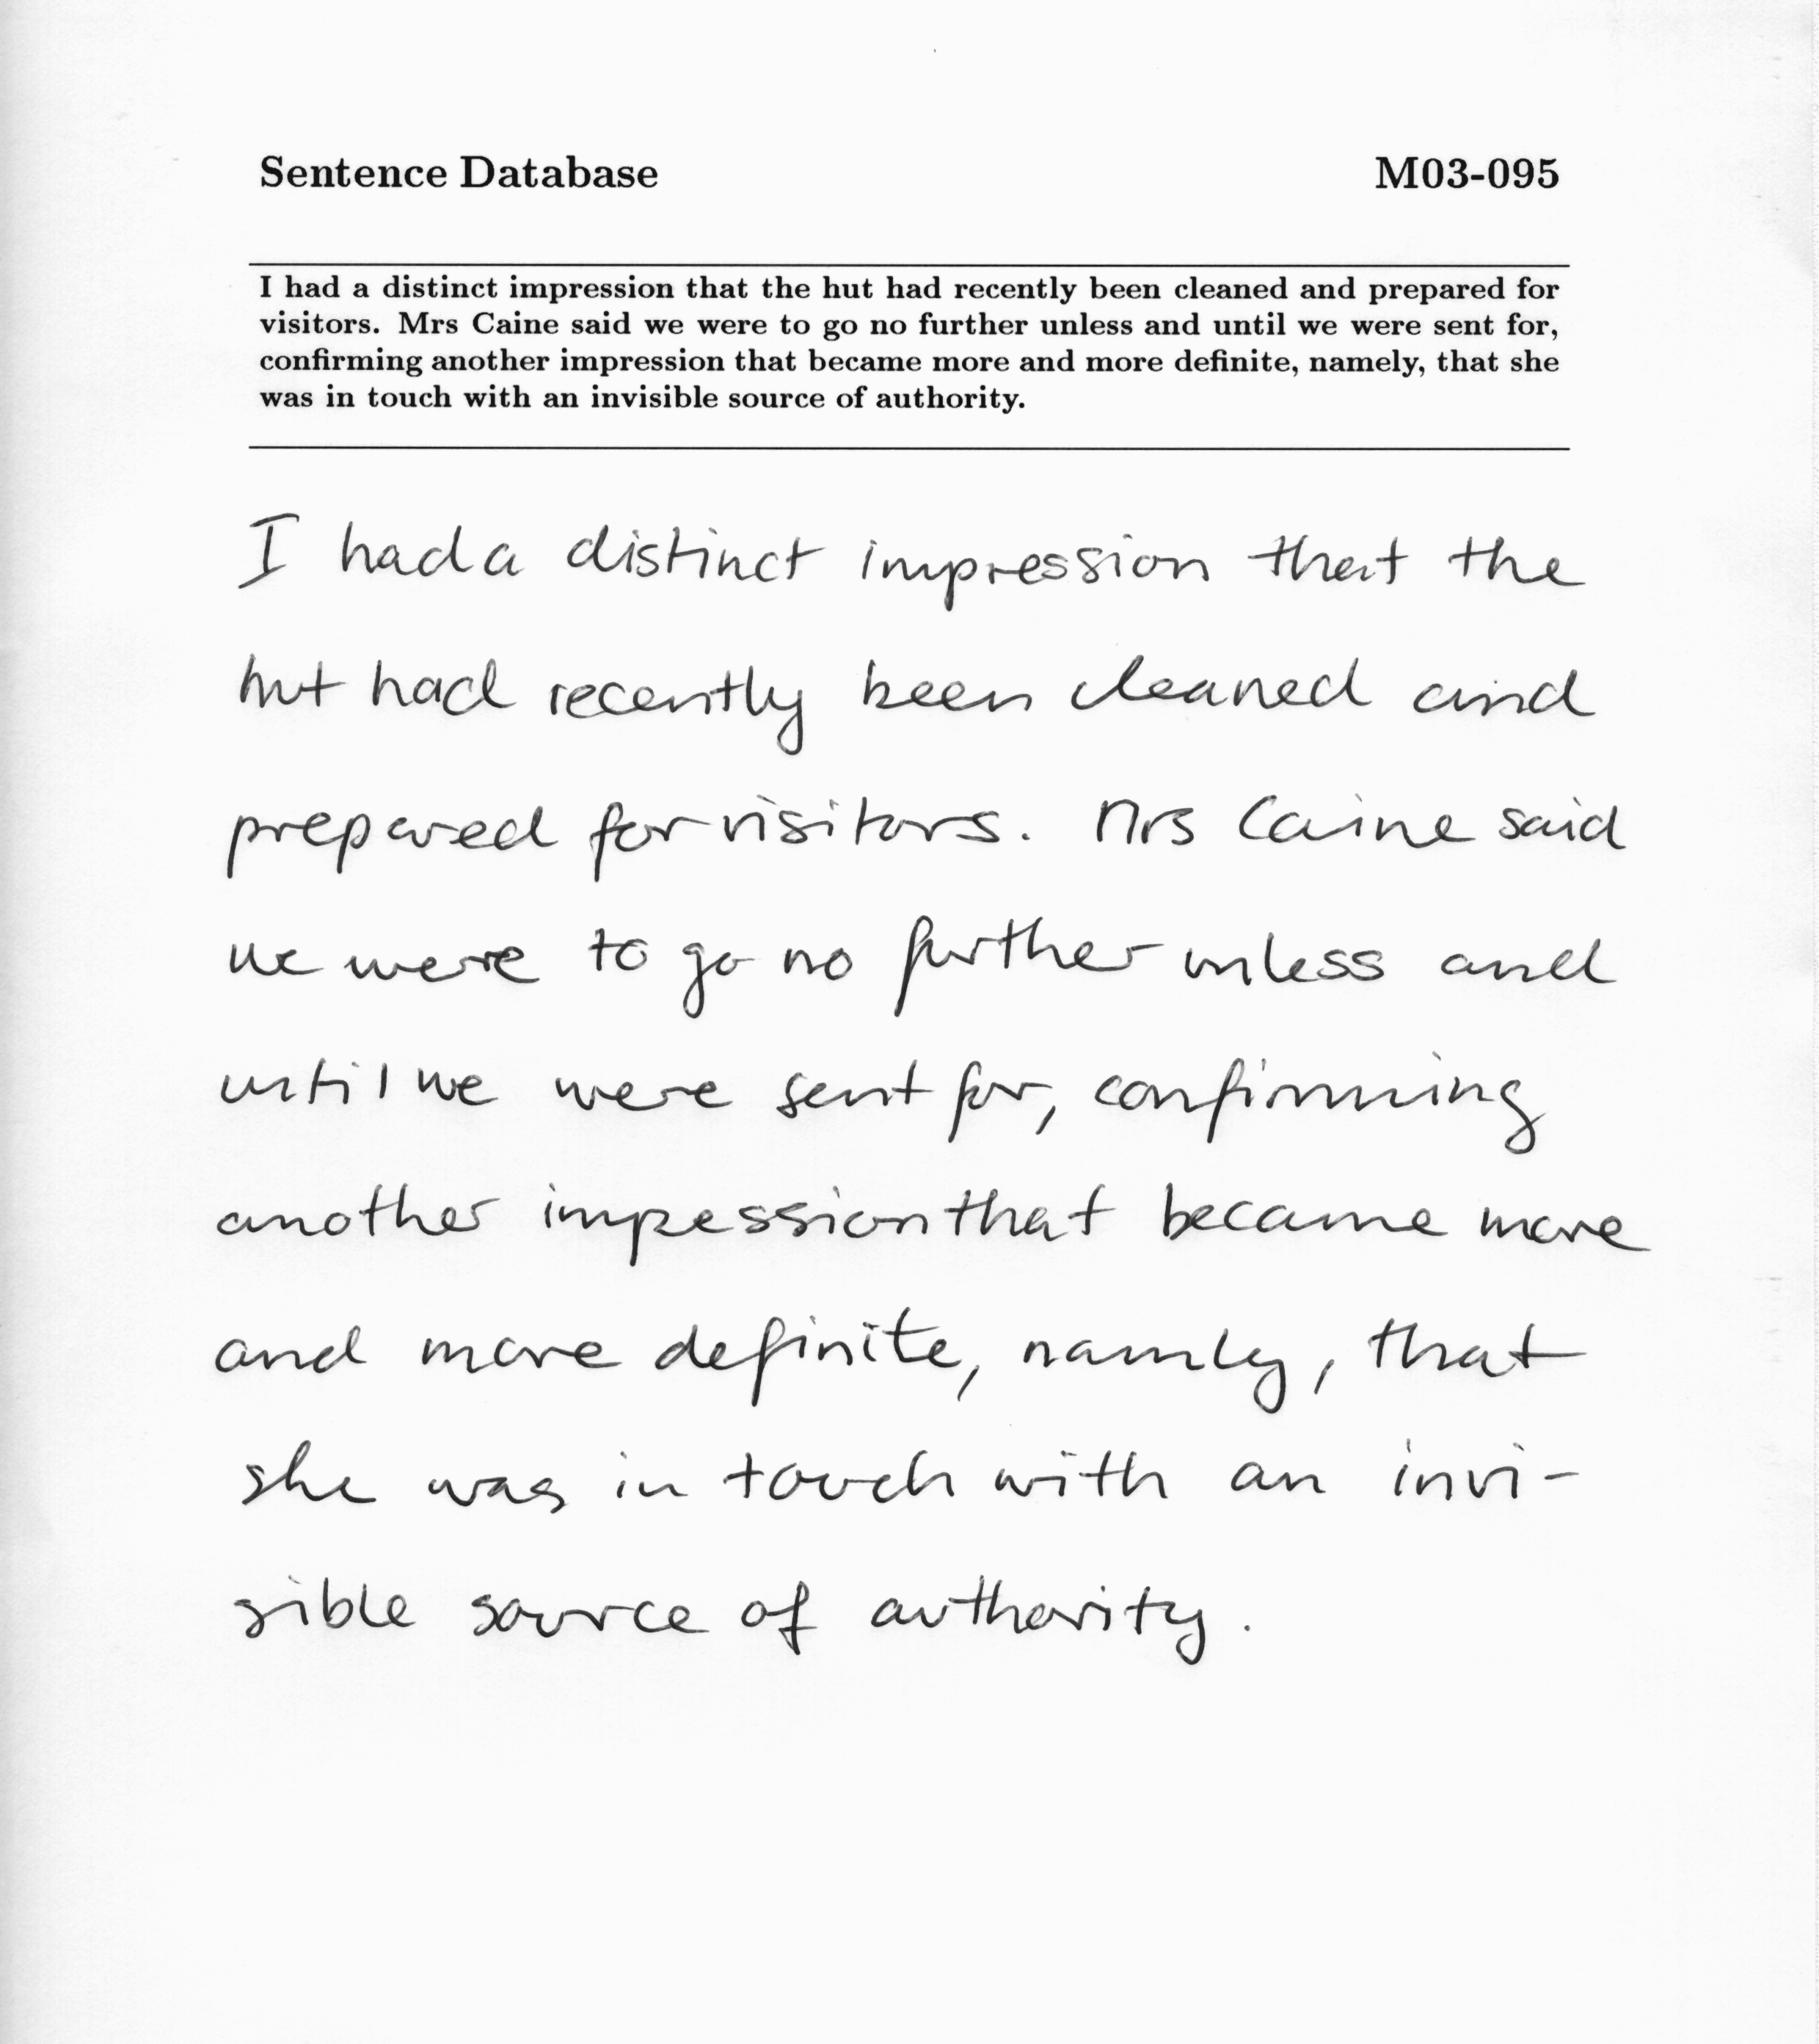 Sentence Database M03-095
I had a distinct impression that the hut had recently been cleaned and prepared for
visitors. Mrs Caine said we were to go no further unless and until we were sent for,
confirming another impression that became more and more definite, namely, that she
was in touch with an invisible source of authority.
I had a distinct impression that the
hut had recently been cleaned and
prepared for visitors. Mrs Caine said
we were to go no further unless and
until we were sent for, confirming
another impession that became more
and more definite, namly, that
she was in touch with an invi-
sible source of authority.